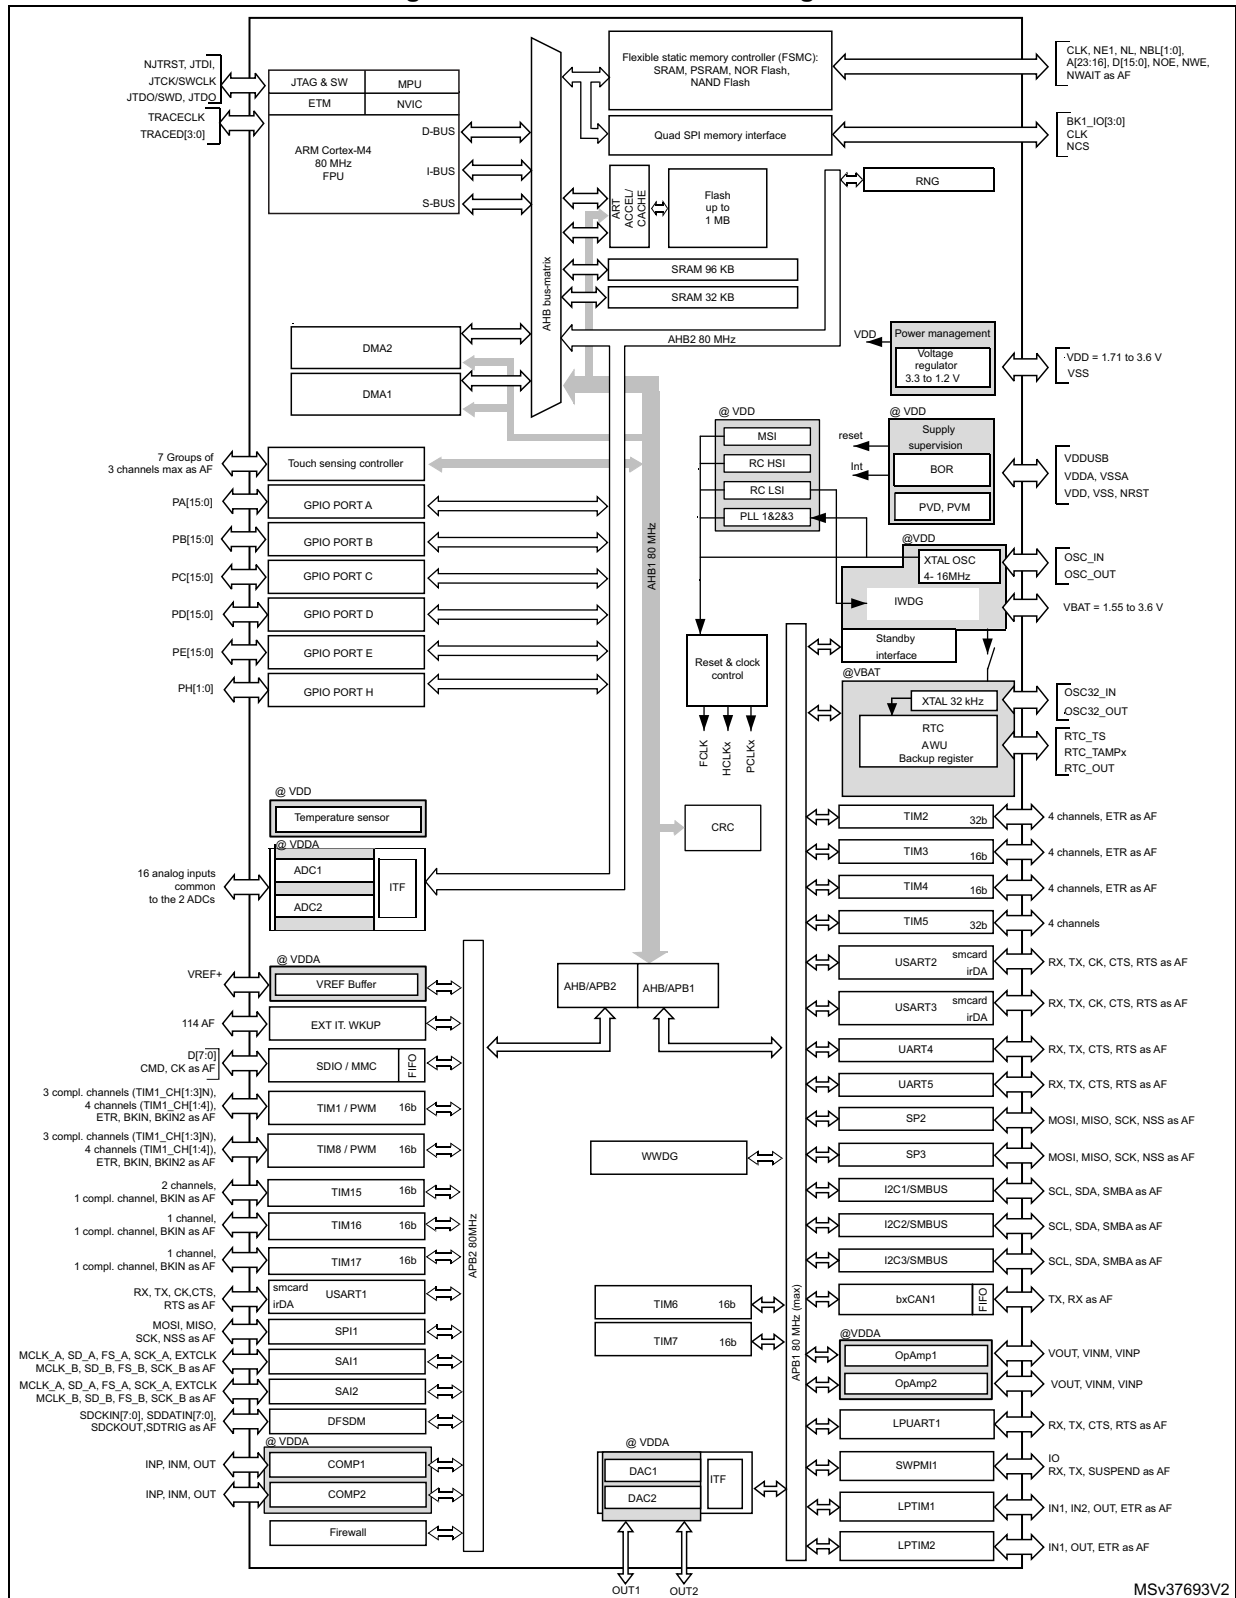 NJTRST, JTDI,
JTCK/SWCLK
JTDO/SWD, JTDO
TRACECLK
TRACED[3:0]
JTAG & SW
MPU
ETM
NVIC
ARM Cortex-M4
80 MHz
FPU
D-BUS
I-BUS
S-BUS
AHB bus-matrix
Flexible static memory controller (FSMC):
SRAM, PSRAM, NOR Flash,
NAND Flash
CLK, NE1, NL, NBL[1:0],
A[23:16], D[15:0], NOE, NWE,
NWAIT as AF
Quad SPI memory interface
BK1_IO[3:0]
CLK
NCS
RNG
ART
ACCEL/
CACHE
Flash
up to
1 MB
SRAM 96 KB
SRAM 32 KB
AHB2 80 MHz
DMA2
DMA1
VDD
Power management
Voltage
regulator
3.3 to 1.2 V
VDD = 1.71 to 3.6 V
VSS
@ VDD
MSI
RC HSI
RC LSI
PLL 1&2&3
@ VDD
reset
Int
Supply
supervision
BOR
PVD, PVM
VDDUSB
VDDA, VSSA
VDD, VSS, NRST
7 Groups of
3 channels max as AF
Touch sensing controller
PA[15:0]
GPIO PORT A
PB[15:0]
GPIO PORT B
PC[15:0]
GPIO PORT C
PD[15:0]
GPIO PORT D
PE[15:0]
GPIO PORT E
PH[1:0]
GPIO PORT H
AHB1 80 MHz
@VDD
XTAL OSC
4- 16MHz
IWDG
OSC_IN
OSC_OUT
VBAT = 1.55 to 3.6 V
Standby
interface
@VBAT
Reset & clock
control
FCLK
HCLKx
PCLKx
XTAL 32 kHz
RTC
AWU
Backup register
OSC32_IN
OSC32_OUT
RTC_TS
RTC_TAMPx
RTC_OUT
@ VDD
Temperature sensor
@ VDDA
ADC1
ADC2
ITF
16 analog inputs
common
to the 2 ADCs
CRC
TIM2
32b
4 channels, ETR as AF
TIM3
16b
4 channels, ETR as AF
TIM4
16b
4 channels, ETR as AF
TIM5
32b
4 channels
USART2
smcard
irDA
RX, TX, CK, CTS, RTS as AF
USART3
smcard
irDA
RX, TX, CK, CTS, RTS as AF
UART4
RX, TX, CTS, RTS as AF
UART5
RX, TX, CTS, RTS as AF
SP2
MOSI, MISO, SCK, NSS as AF
SP3
MOSI, MISO, SCK, NSS as AF
I2C1/SMBUS
SCL, SDA, SMBA as AF
I2C2/SMBUS
SCL, SDA, SMBA as AF
I2C3/SMBUS
SCL, SDA, SMBA as AF
bxCAN1
FIFO
TX, RX as AF
@VDDA
OpAmp1
VOUT, VINM, VINP
OpAmp2
VOUT, VINM, VINP
LPUART1
RX, TX, CTS, RTS as AF
SWPMI1
IO
RX, TX, SUSPEND as AF
LPTIM1
IN1, IN2, OUT, ETR as AF
LPTIM2
IN1, OUT, ETR as AF
AHB/APB2
AHB/APB1
APB1 80 MHz (max)
WWDG
TIM6
16b
TIM7
16b
@ VDDA
DAC1
DAC2
ITF
OUT1
OUT2
APB2 80MHz
@ VDDA
VREF+
VREF Buffer
114 AF
EXT IT. WKUP
D[7:0]
CMD, CK as AF
SDIO / MMC
FIFO
3 compl. channels (TIM1_CH[1:3]N),
4 channels (TIM1_CH[1:4]),
ETR, BKIN, BKIN2 as AF
TIM1 / PWM
16b
3 compl. channels (TIM1_CH[1:3]N),
4 channels (TIM1_CH[1:4]),
ETR, BKIN, BKIN2 as AF
TIM8 / PWM
16b
2 channels,
1 compl. channel, BKIN as AF
TIM15
16b
1 channel,
1 compl. channel, BKIN as AF
TIM16
16b
1 channel,
1 compl. channel, BKIN as AF
TIM17
16b
RX, TX, CK,CTS,
RTS as AF
smcard
irDA
USART1
MOSI, MISO,
SCK, NSS as AF
SPI1
MCLK_A, SD_A, FS_A, SCK_A, EXTCLK
MCLK_B, SD_B, FS_B, SCK_B as AF
SAI1
MCLK_A, SD_A, FS_A, SCK_A, EXTCLK
MCLK_B, SD_B, FS_B, SCK_B as AF
SAI2
SDCKIN[7:0], SDDATIN[7:0],
SDCKOUT,SDTRIG as AF
DFSDM
@ VDDA
INP, INM, OUT
COMP1
INP, INM, OUT
COMP2
Firewall
MSv37693V2